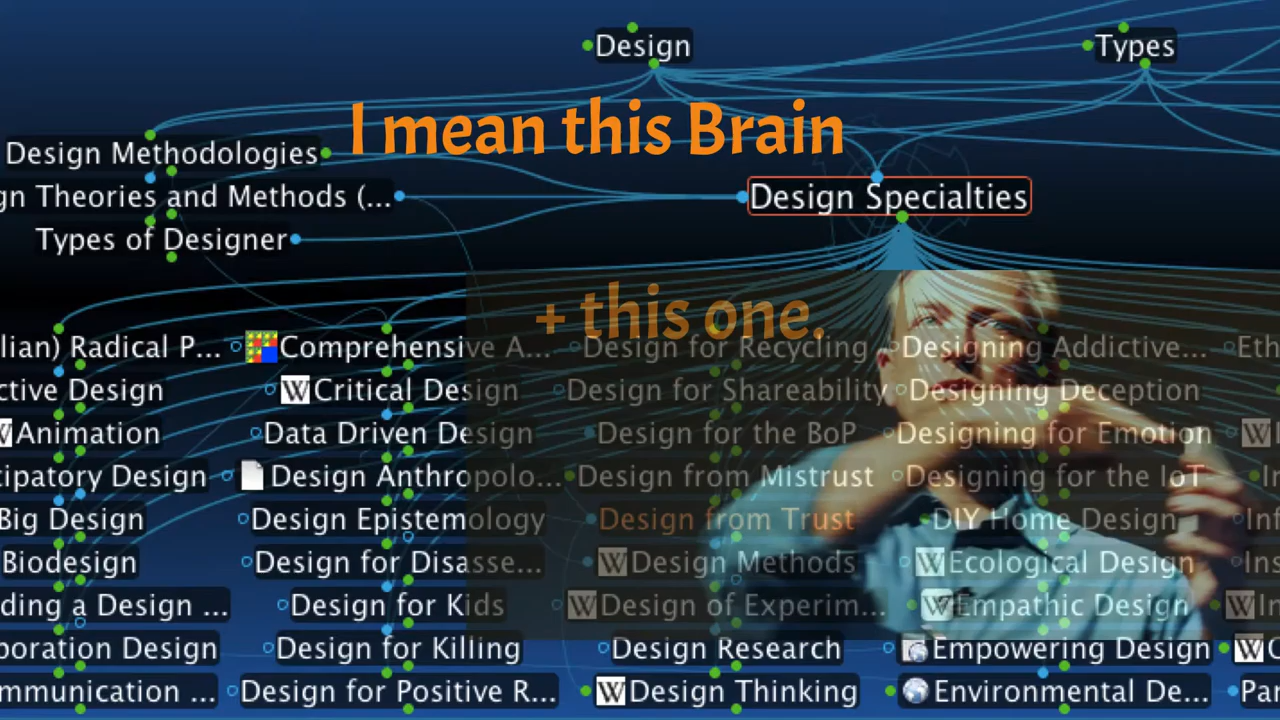 Design
Types
I mean this Brain
Design Methodologies
gn Theories and Methods (...
Design Specialties
Types of Designer
+ this one.
lian) Radical P...
Comprehensive A...
Design for Recycling
Designing Addictive...
Eth
ctive Design
Critical Design
Design for Shareability
Designing Deception
Animation
Data Driven Design
Design for the BoP
Designing for Emotion
cipatory Design
Design Anthropolo...
Design from Mistrust
Designing for the IoT
Big Design
Design Epistemology
Design from Trust
DIY Home Design
Inf
Biodesign
Design for Disasse...
Design Methods
Ecological Design
Ins
ding a Design ...
Design for Kids
Design of Experim...
Empathic Design
poration Design
Design for Killing
Design Research
Empowering Design
mmunication ...
Design for Positive R...
Design Thinking
Environmental De...
Par